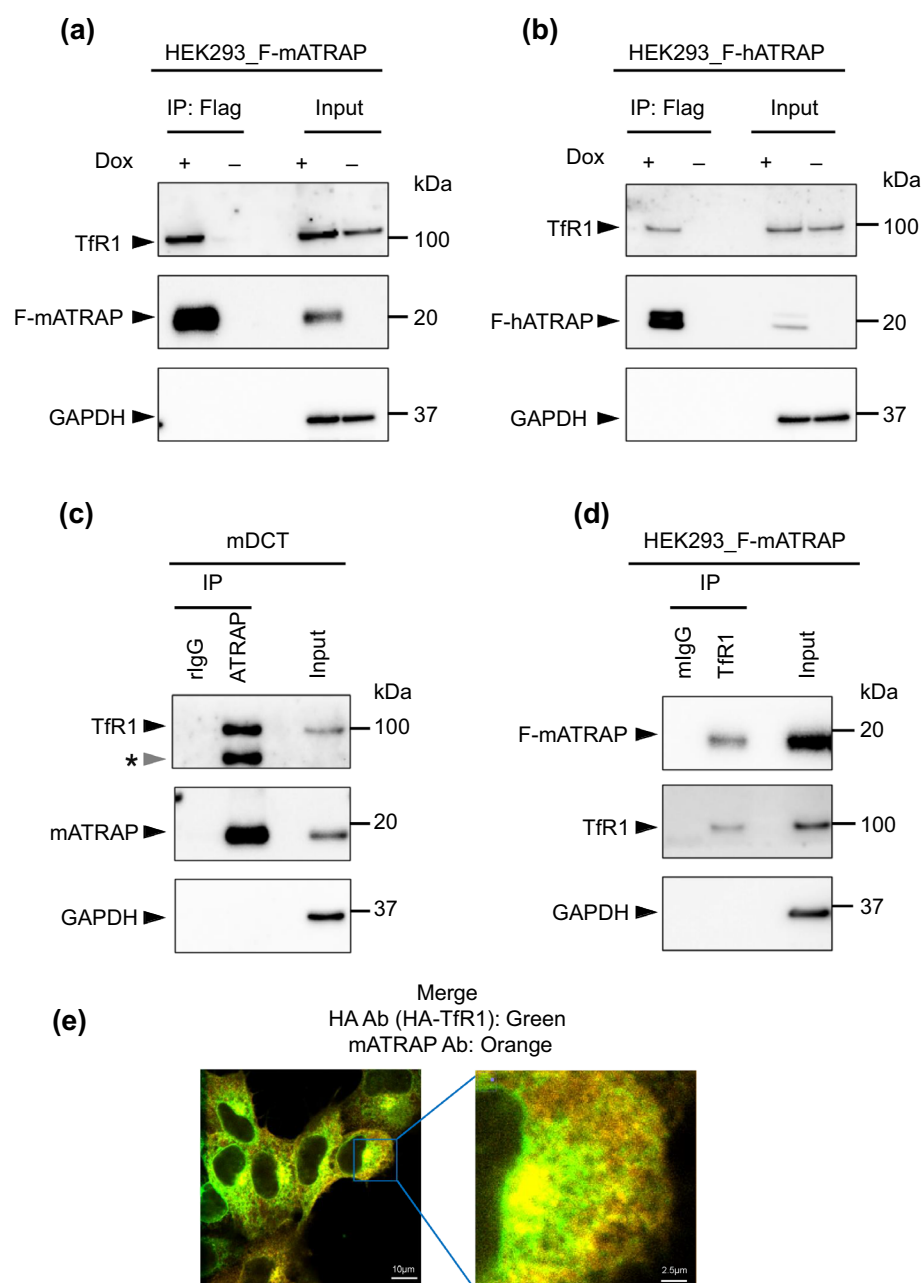 (a)
HEK293_F-mATRAP
IP: Flag Input
Dox + – + –
kDa
TfR1 100
F-mATRAP 20
GAPDH 37
(b)
HEK293_F-hATRAP
IP: Flag Input
Dox + – + –
kDa
TfR1 100
F-hATRAP 20
GAPDH 37
(c)
mDCT
IP
rIgG ATRAP Input
kDa
TfR1 100
*
mATRAP 20
GAPDH 37
(d)
HEK293_F-mATRAP
IP
mIgG TfR1 Input
kDa
F-mATRAP 20
TfR1 100
GAPDH 37
(e)
Merge
HA Ab (HA-TfR1): Green
mATRAP Ab: Orange
10μm
2.5μm